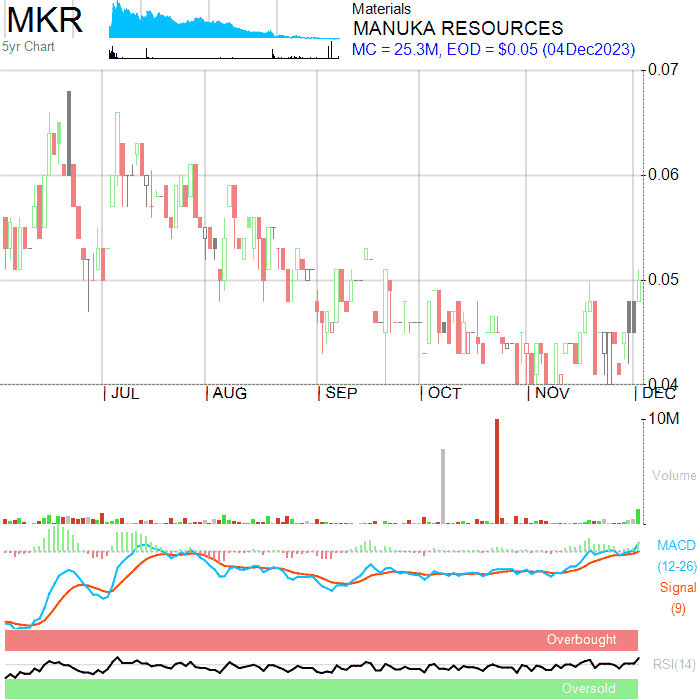 MKR
5yr Chart
Materials
MANUKA RESOURCES
MC = 25.3M, EOD = $0.05 (04Dec2023)
0.07
0.06
0.05
0.04
JUL AUG SEP OCT NOV DEC
10M
Volume
MACD
(12-26)
Signal
(9)
Overbought
RSI(14)
Oversold